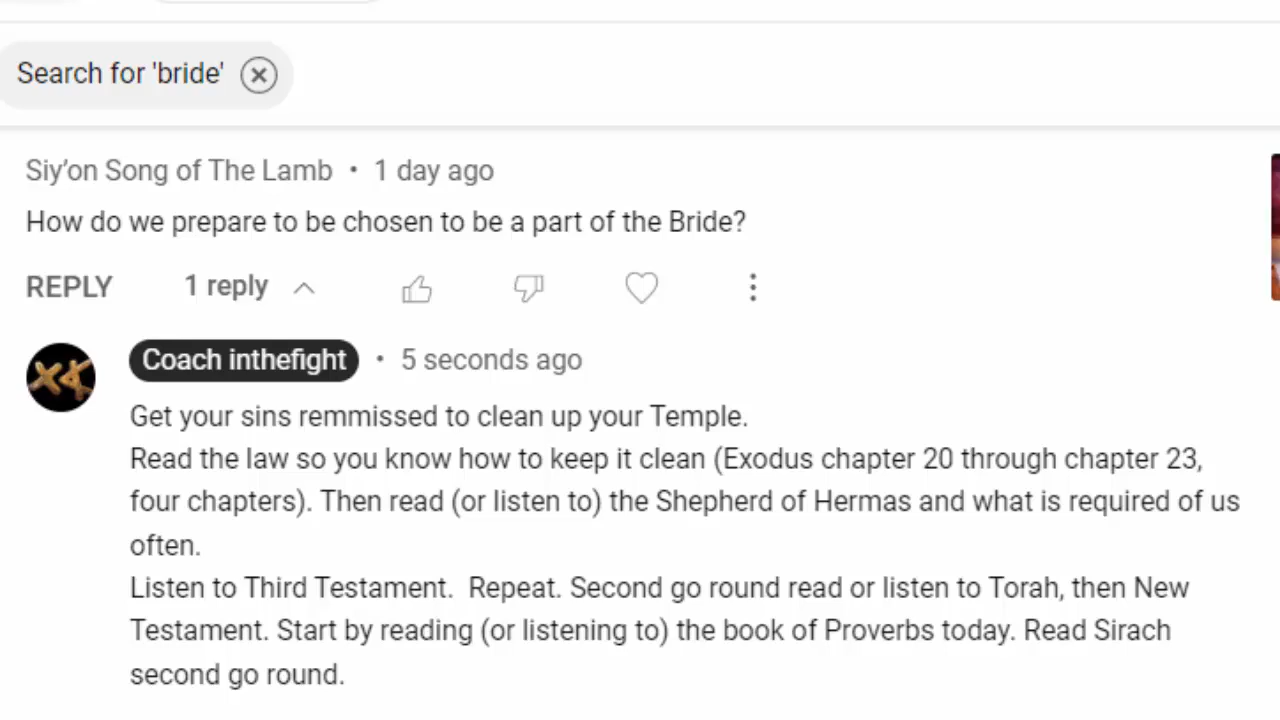 Search for 'bride'
Siy'on Song of The Lamb • 1 day ago
How do we prepare to be chosen to be a part of the Bride?
REPLY 1 reply
Coach inthefight • 5 seconds ago
Get your sins remmissed to clean up your Temple.
Read the law so you know how to keep it clean (Exodus chapter 20 through chapter 23,
four chapters). Then read (or listen to) the Shepherd of Hermas and what is required of us
often.
Listen to Third Testament.  Repeat. Second go round read or listen to Torah, then New
Testament. Start by reading (or listening to) the book of Proverbs today. Read Sirach
second go round.